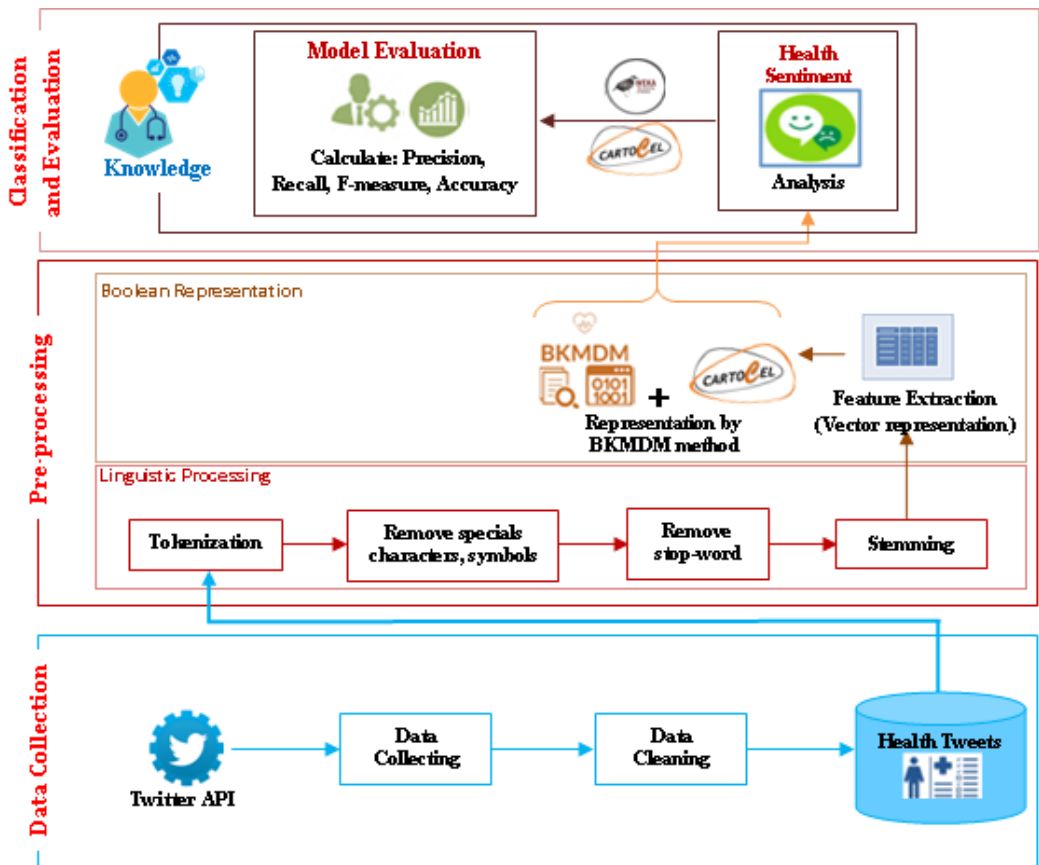 Classification
and Evaluation
Knowledge
Model Evaluation
Calculate: Precision,
Recall, F-measure, Accuracy
WEKA
CARTOCEL
Health
Sentiment
Analysis
Pre-processing
Boolean Representation
BKMDM
0101
1001
+
CARTOCEL
Representation by
BKMDM method
Feature Extraction
(Vector representation)
Linguistic Processing
Tokenization
Remove specials
characters, symbols
Remove
stop-word
Stemming
Data Collection
Twitter API
Data
Collecting
Data
Cleaning
Health Tweets